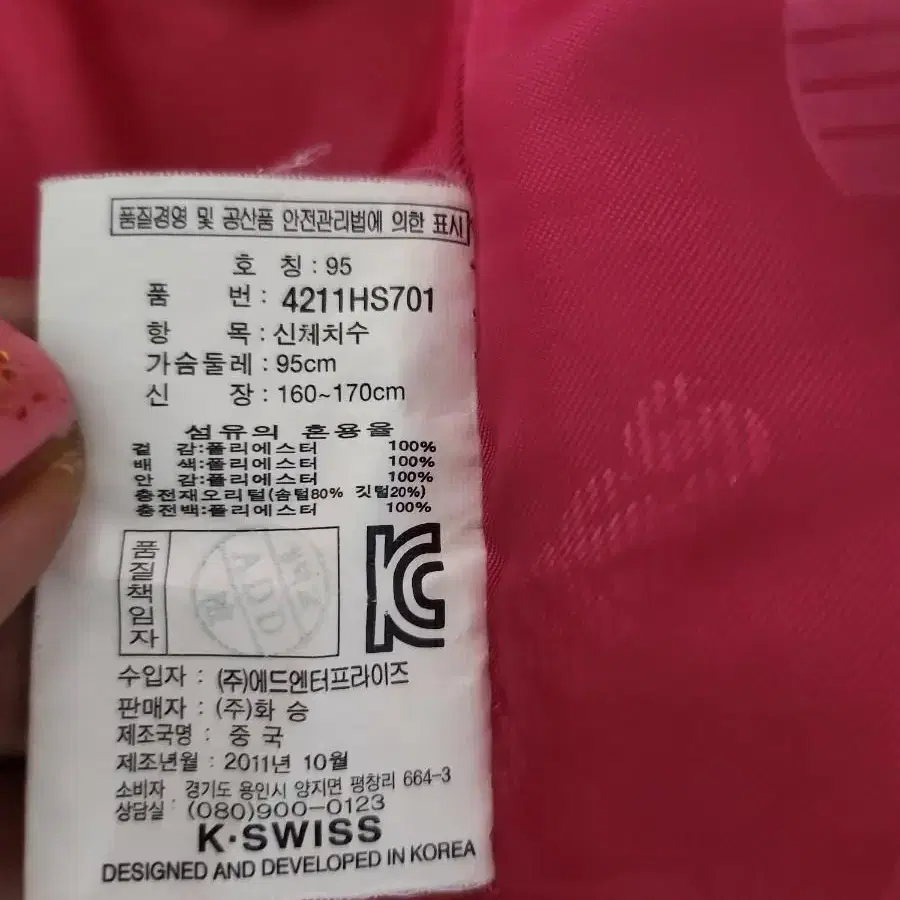 품질경영 및 공산품 안전관리법에 의한 표시
호 칭 : 95
품 번 : 4211HS701
항 목 : 신체치수
가슴둘레 : 95cm
신 장 : 160~170cm
섬유의 혼용율
겉 감:폴리에스터 100%
배 색:폴리에스터 100%
안 감:폴리에스터 100%
충전재오리털(솜털80% 깃털20%)
충전백:폴리에스터 100%
품질책임자
ADD
수입자 : (주)에드엔터프라이즈
판매자 : (주)화 승
제조국명 : 중 국
제조년월 : 2011년 10월
소비자 경기도 용인시 양지면 평창리 664-3
상담실 : (080)900-0123
K·SWISS
DESIGNED AND DEVELOPED IN KOREA